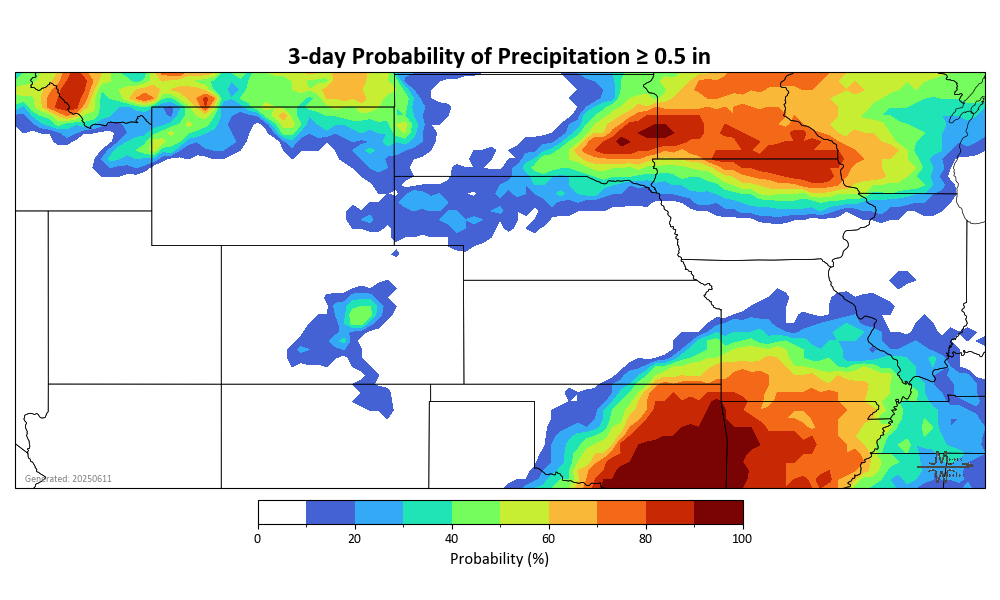 3-day Probability of Precipitation ≥ 0.5 in
Generated: 20250611
0 20 40 60 80 100
Probability (%)